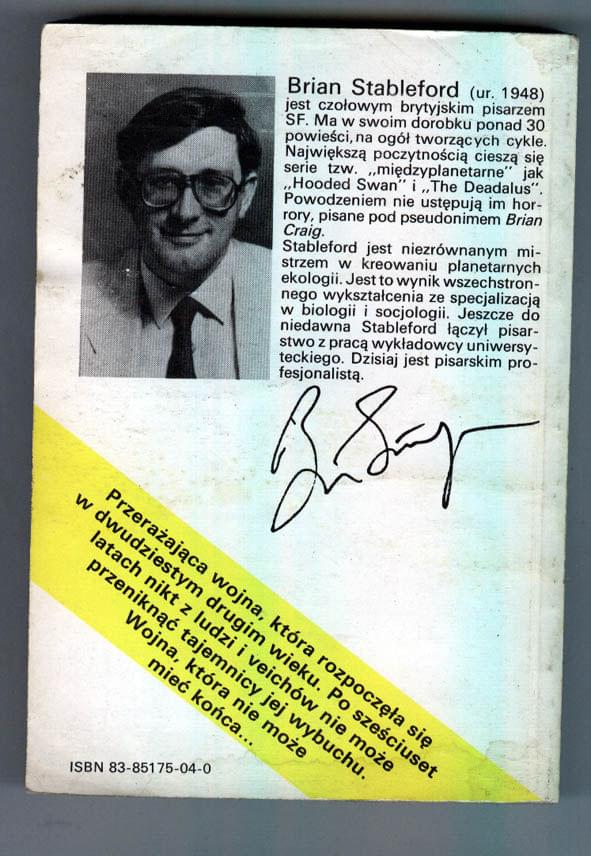 Brian Stableford (ur. 1948)
jest czołowym brytyjskim pisarzem
SF. Ma w swoim dorobku ponad 30
powieści, na ogół tworzących cykle.
Największą poczytnością cieszą się
serie tzw. „międzyplanetarne" jak
„Hooded Swan" i „The Deadalus".
Powodzeniem nie ustępują im hor-
rory, pisane pod pseudonimem Brian
Craig.
Stableford jest niezrównanym mi-
strzem w kreowaniu planetarnych
ekologii. Jest to wynik wszechstron-
nego wykształcenia ze specjalizacją
w biologii i socjologii. Jeszcze do
niedawna Stableford łączył pisar-
stwo z pracą wykładowcy uniwersy-
teckiego. Dzisiaj jest pisarskim pro-
fesjonalistą.
Przerażająca wojna, która rozpoczęła się
w dwudziestym drugim wieku. Po sześciuset
latach nikt z ludzi i veichów nie może
przeniknąć tajemnicy jej wybuchu.
Wojna, która nie może
mieć końca...
ISBN 83-85175-04-0